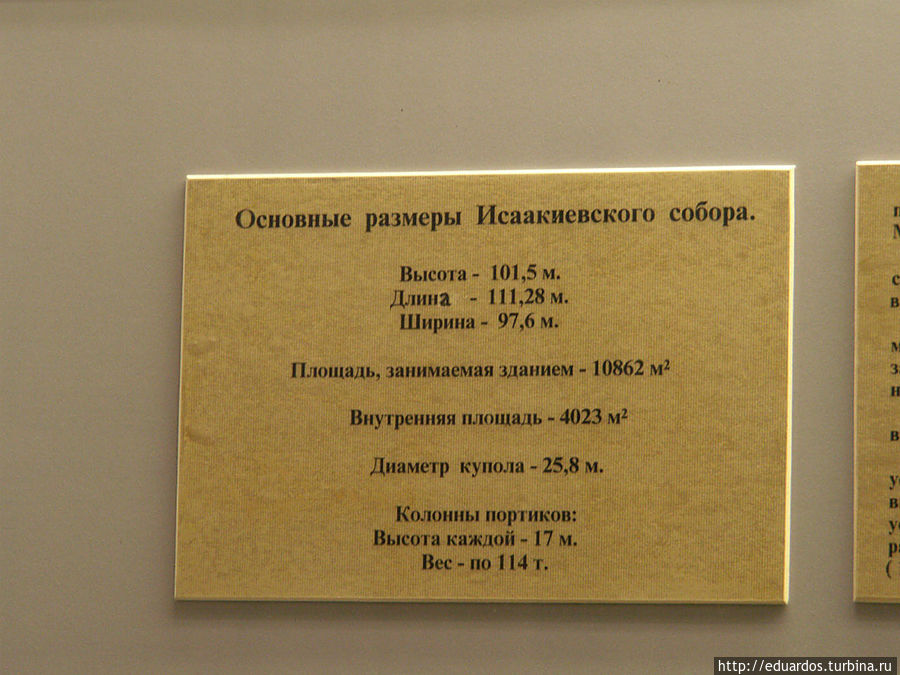 Основные размеры Исаакиевского собора.
Высота - 101,5 м.
Длина - 111,28 м.
Ширина - 97,6 м.
Площадь, занимаемая зданием - 10862 м²
Внутренняя площадь - 4023 м²
Диаметр купола - 25,8 м.
Колонны портиков:
Высота каждой - 17 м.
Вес - по 114 т.
http://eduardos.turbina.ru